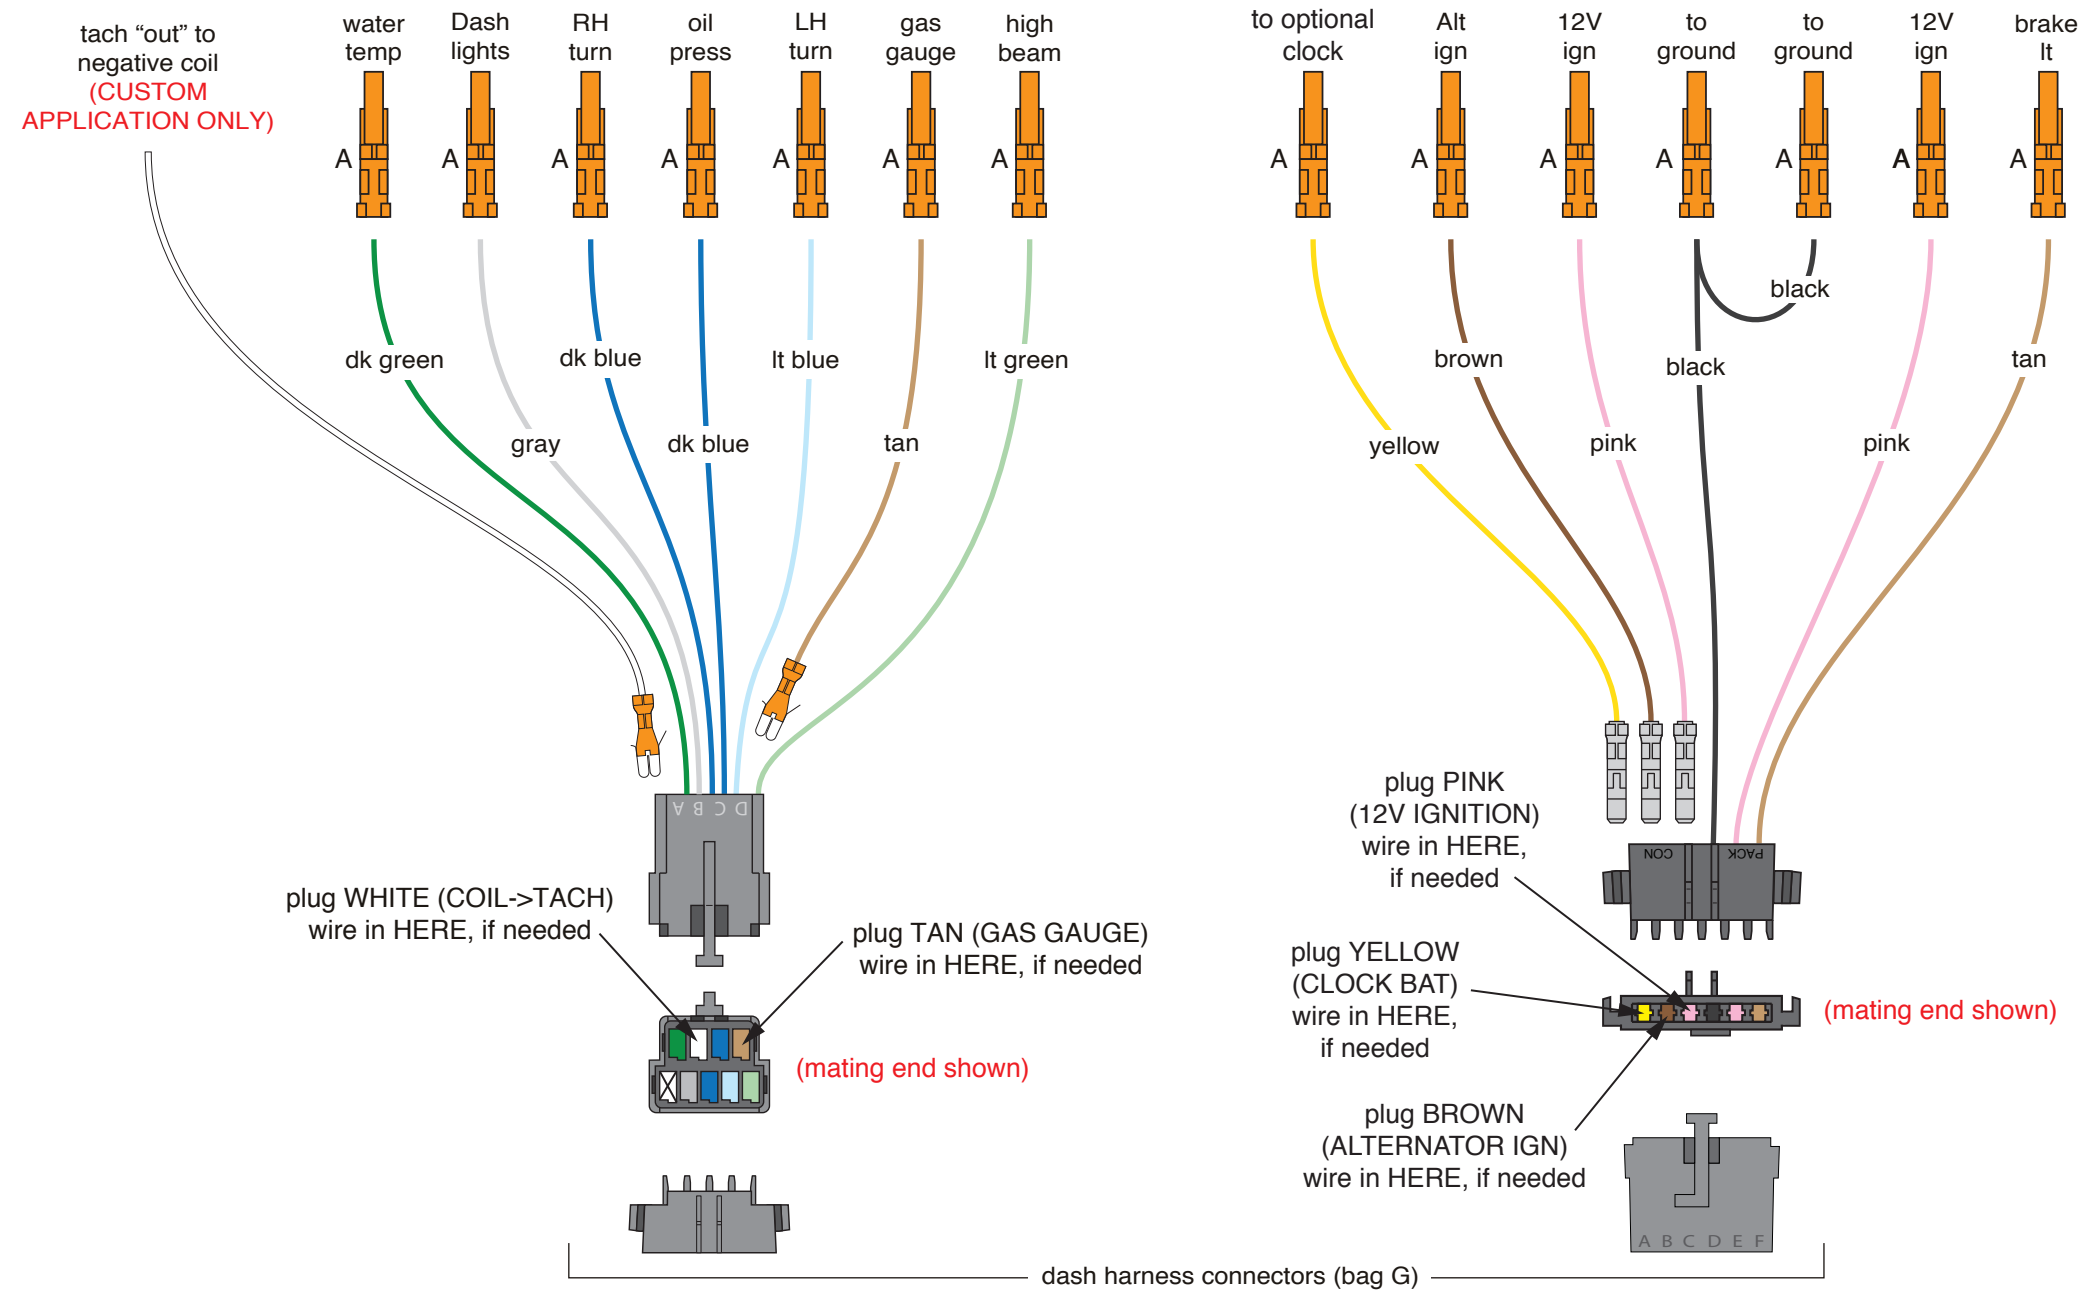 tach “out” to
negative coil
(CUSTOM
APPLICATION ONLY)
water
temp
Dash
lights
RH
turn
oil
press
LH
turn
gas
gauge
high
beam
to optional
clock
Alt
ign
12V
ign
to
ground
to
ground
12V
ign
brake
lt
A
A
A
A
A
A
A
A
A
A
A
A
A
A
black
dk green
dk blue
lt blue
lt green
brown
black
tan
gray
dk blue
tan
yellow
pink
pink
plug PINK
(12V IGNITION)
wire in HERE,
if needed
A B C D
CON PACK
plug WHITE (COIL->TACH)
wire in HERE, if needed
plug TAN (GAS GAUGE)
wire in HERE, if needed
plug YELLOW
(CLOCK BAT)
wire in HERE,
if needed
(mating end shown)
(mating end shown)
plug BROWN
(ALTERNATOR IGN)
wire in HERE, if needed
A B C D E F
dash harness connectors (bag G)